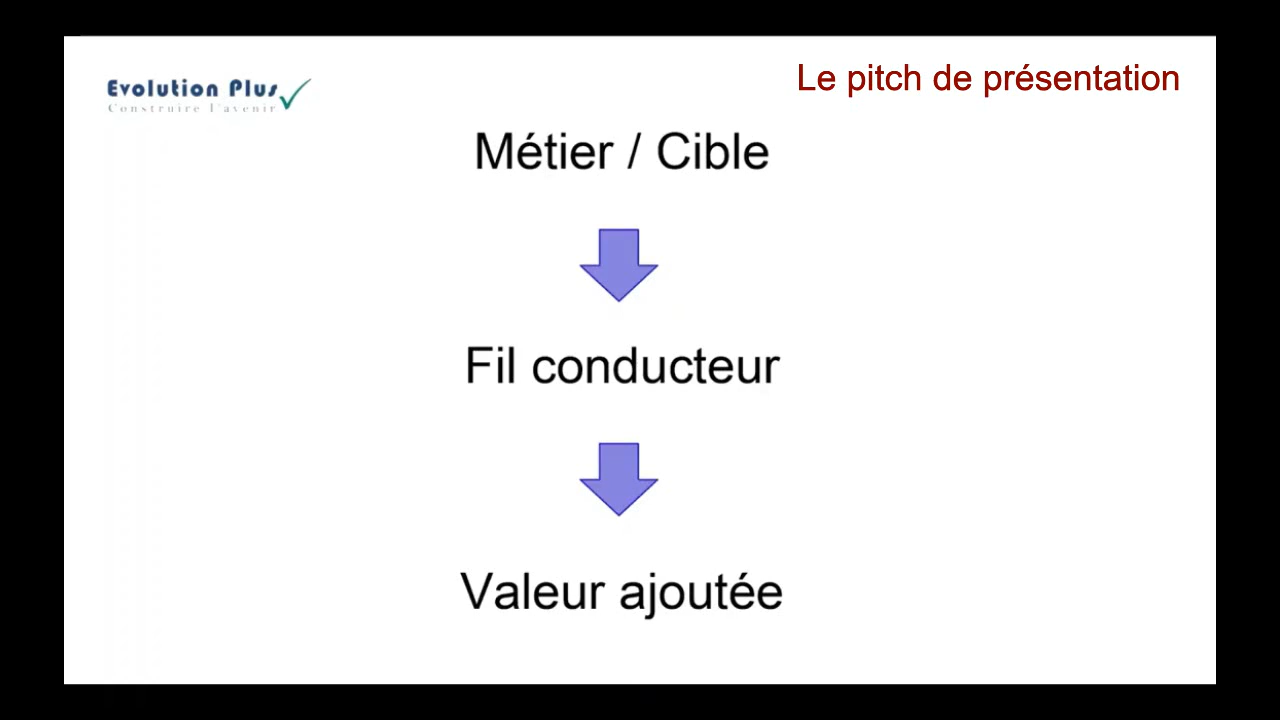 Evolution Plus
Construire l'avenir
Le pitch de présentation
Métier / Cible
Fil conducteur
Valeur ajoutée